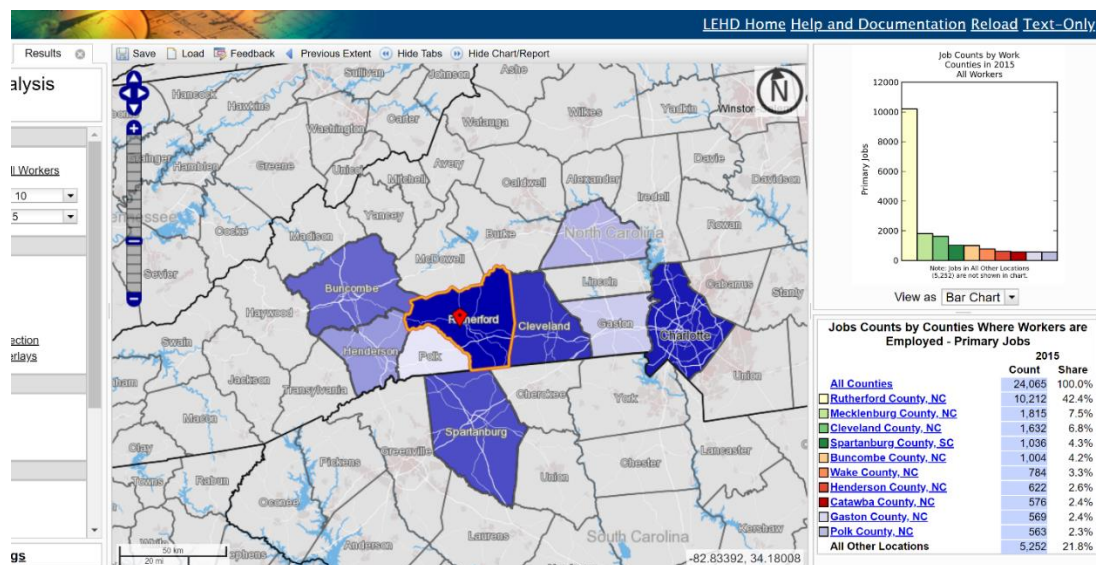 LEHD Home Help and Documentation Reload Text-Only
Results
Save Load Feedback Previous Extent Hide Tabs Hide Chart/Report
alysis
ll Workers
10
5
ection
erlays
gs
N
Sullivan
Johnson
Ashe
Hancock
Hawkins
Washington
Carter
Watauga
Wilkes
Yadkin
Winston
Hamblen
Greene
Unicoi
Mitchell
Avery
Caldwell
Alexander
Davie
Davidson
Iredell
Cocke
Madison
Yancey
Burke
North Carolina
Rowan
Sevier
McDowell
Buncombe
Lincoln
Cabarrus
Stanly
Haywood
Rutherford
Cleveland
Gaston
Charlotte
Swain
Henderson
Polk
Union
Jackson
Transylvania
Cherokee
York
Macon
Spartanburg
Clay
Pickens
Greenville
Union
Chester
Lancaster
Towns
Rabun
Oconee
Anderson
Laurens
South Carolina
Kershaw
50 km
20 mi
-82.83392, 34.18008
Job Counts by Work
Counties in 2015
All Workers
Primary Jobs
12000
10000
8000
6000
4000
2000
0
Note: Jobs in All Other Locations
(5,252) are not shown in chart.
View as Bar Chart
Jobs Counts by Counties Where Workers are
Employed - Primary Jobs
2015
Count Share
All Counties 24,065 100.0%
Rutherford County, NC 10,212 42.4%
Mecklenburg County, NC 1,815 7.5%
Cleveland County, NC 1,632 6.8%
Spartanburg County, SC 1,036 4.3%
Buncombe County, NC 1,004 4.2%
Wake County, NC 784 3.3%
Henderson County, NC 622 2.6%
Catawba County, NC 576 2.4%
Gaston County, NC 569 2.4%
Polk County, NC 563 2.3%
All Other Locations 5,252 21.8%